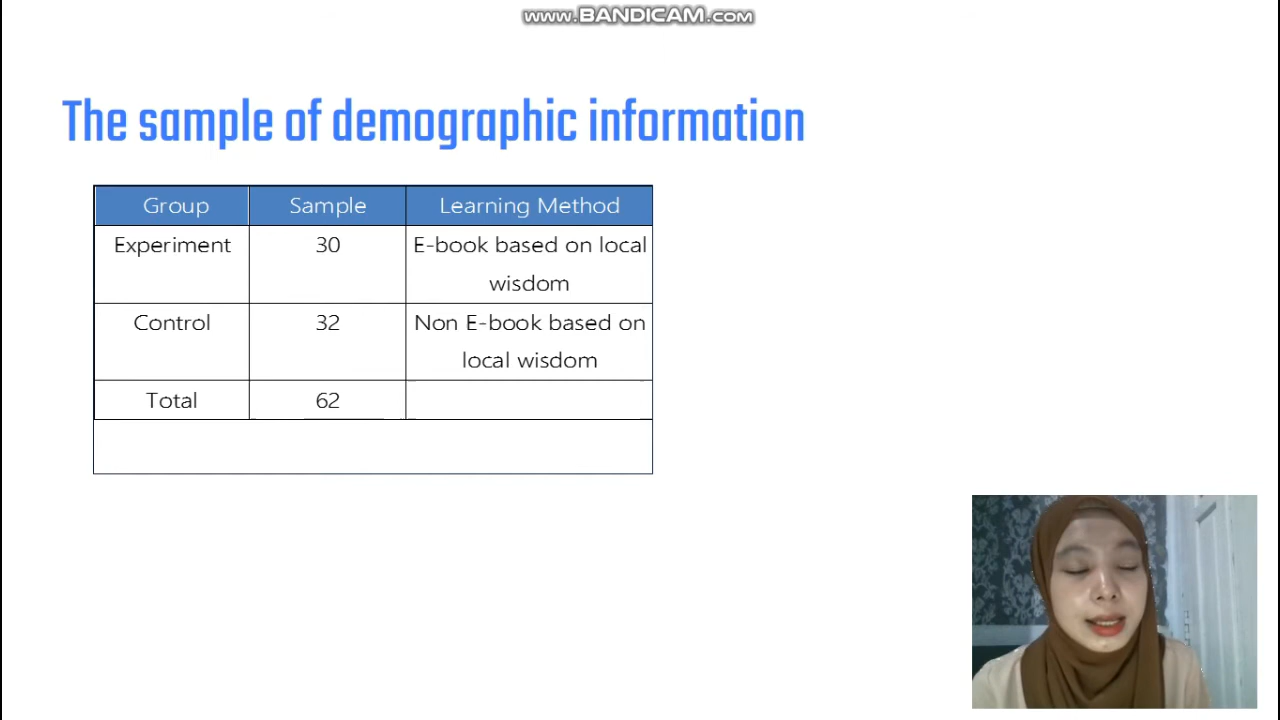 www.BANDICAM.com
The sample of demographic information
Group Sample Learning Method
Experiment 30 E-book based on local
wisdom
Control 32 Non E-book based on
local wisdom
Total 62